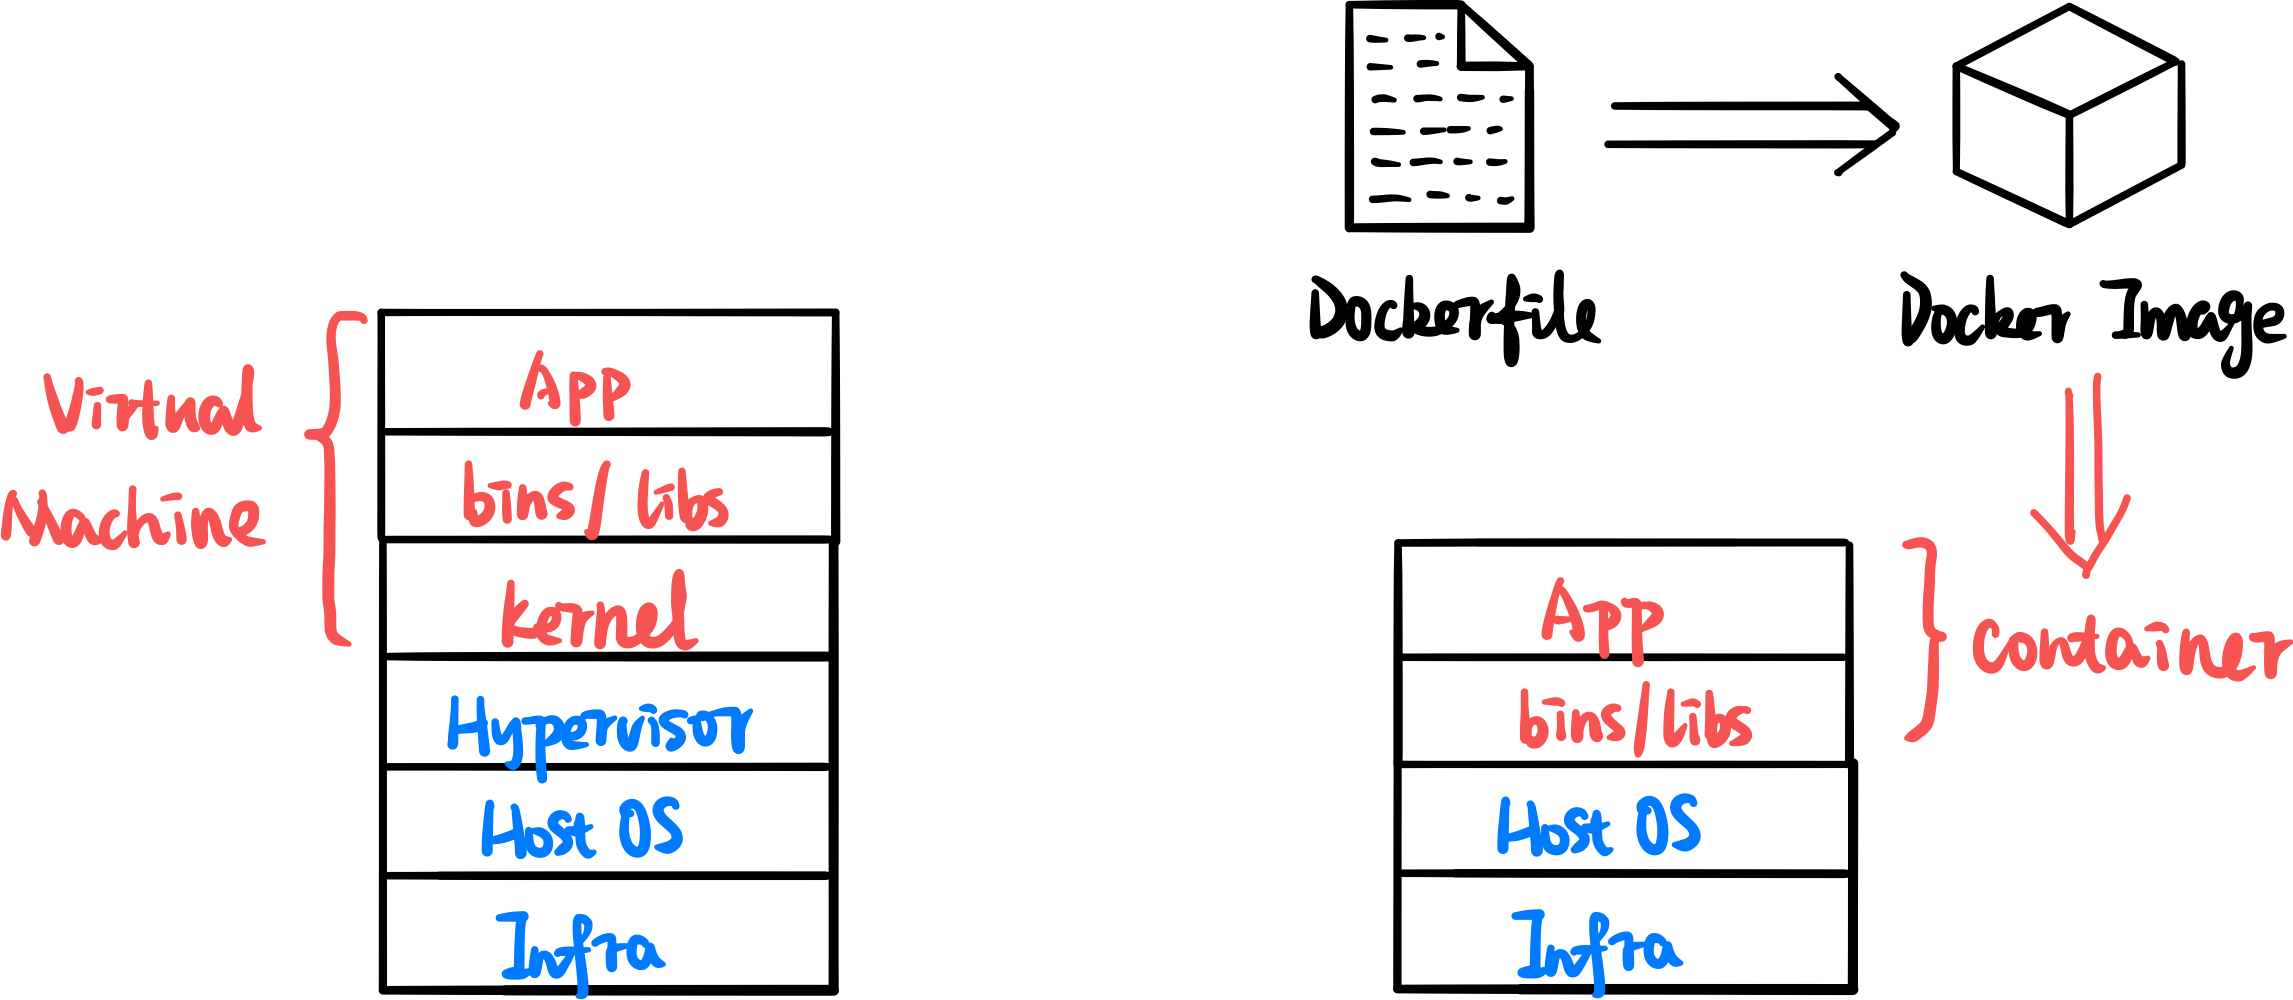 Dockerfile
Docker Image
Virtual
Machine
App
bins/libs
kernel
Hypervisor
Host OS
Infra
App
bins/libs
Host OS
Infra
Container